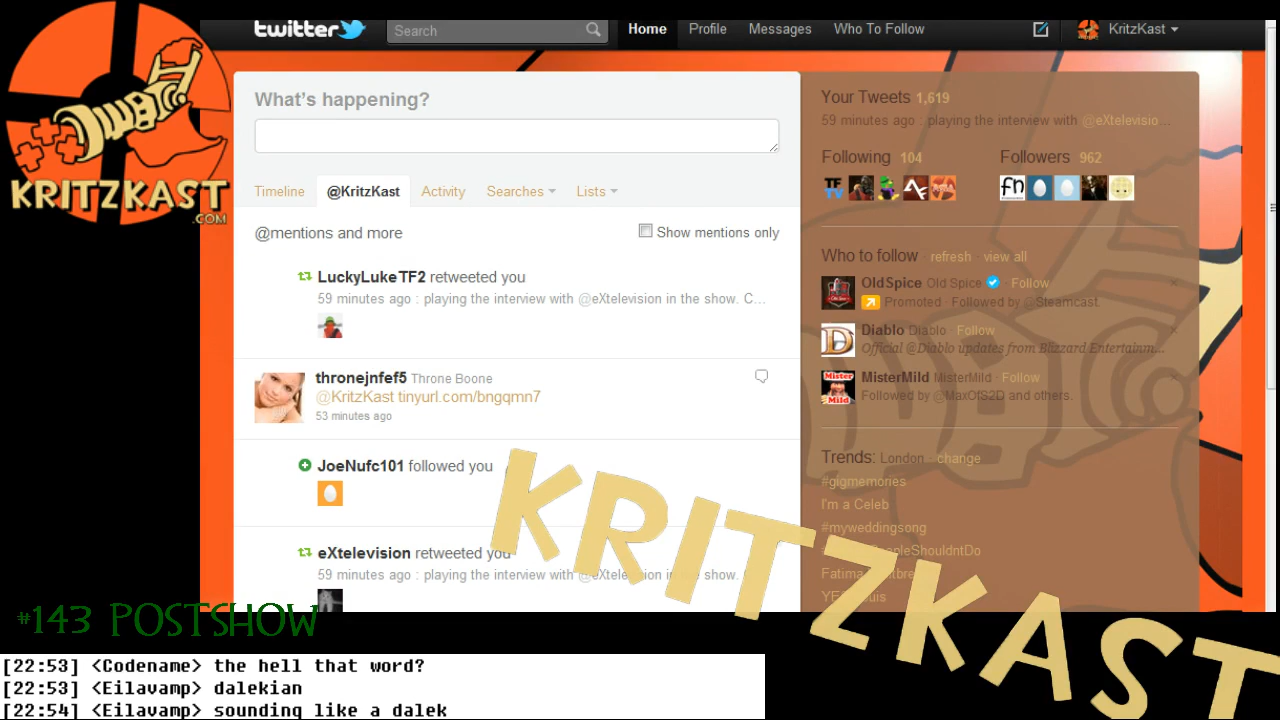 twitter
Search
Home Profile Messages Who To Follow
KritzKast
KRITZKAST
.COM
What's happening?
Timeline @KritzKast Activity Searches Lists
@mentions and more
Show mentions only
LuckyLukeTF2 retweeted you
59 minutes ago : playing the interview with @eXtelevision in the show. C...
thronejnfef5 Throne Boone
@KritzKast tinyurl.com/bngqmn7
53 minutes ago
JoeNufc101 followed you
eXtelevision retweeted you
59 minutes ago : playing the interview with @eXtelevision in the show.
Your Tweets 1,619
59 minutes ago : playing the interview with @eXtelevisio ...
Following 104
Followers 962
TF
TV
fn
Who to follow · refresh · view all
OldSpice Old Spice Follow
Promoted · Followed by @Steamcast.
Diablo Diablo · Follow
Official @Diablo updates from Blizzard Entertainm...
MisterMild MisterMild · Follow
Followed by @MaxOfS2D and others.
Trends: London · change
#gigmemories
I'm a Celeb
#myweddingsong
eopleShouldntDo
Fatima
KRITZKAST
#143 POSTSHOW
[22:53] <Codename> the hell that word?
[22:53] <Eilavamp> dalekian
[22:54] <Eilavamp> sounding like a dalek